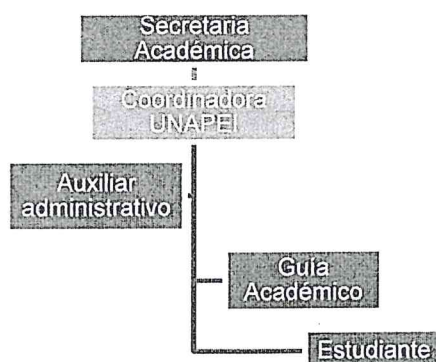 Secretaria
Académica
Coordinadora
UNAPEI
Auxiliar
administrativo
Guía
Académico
Estudiante